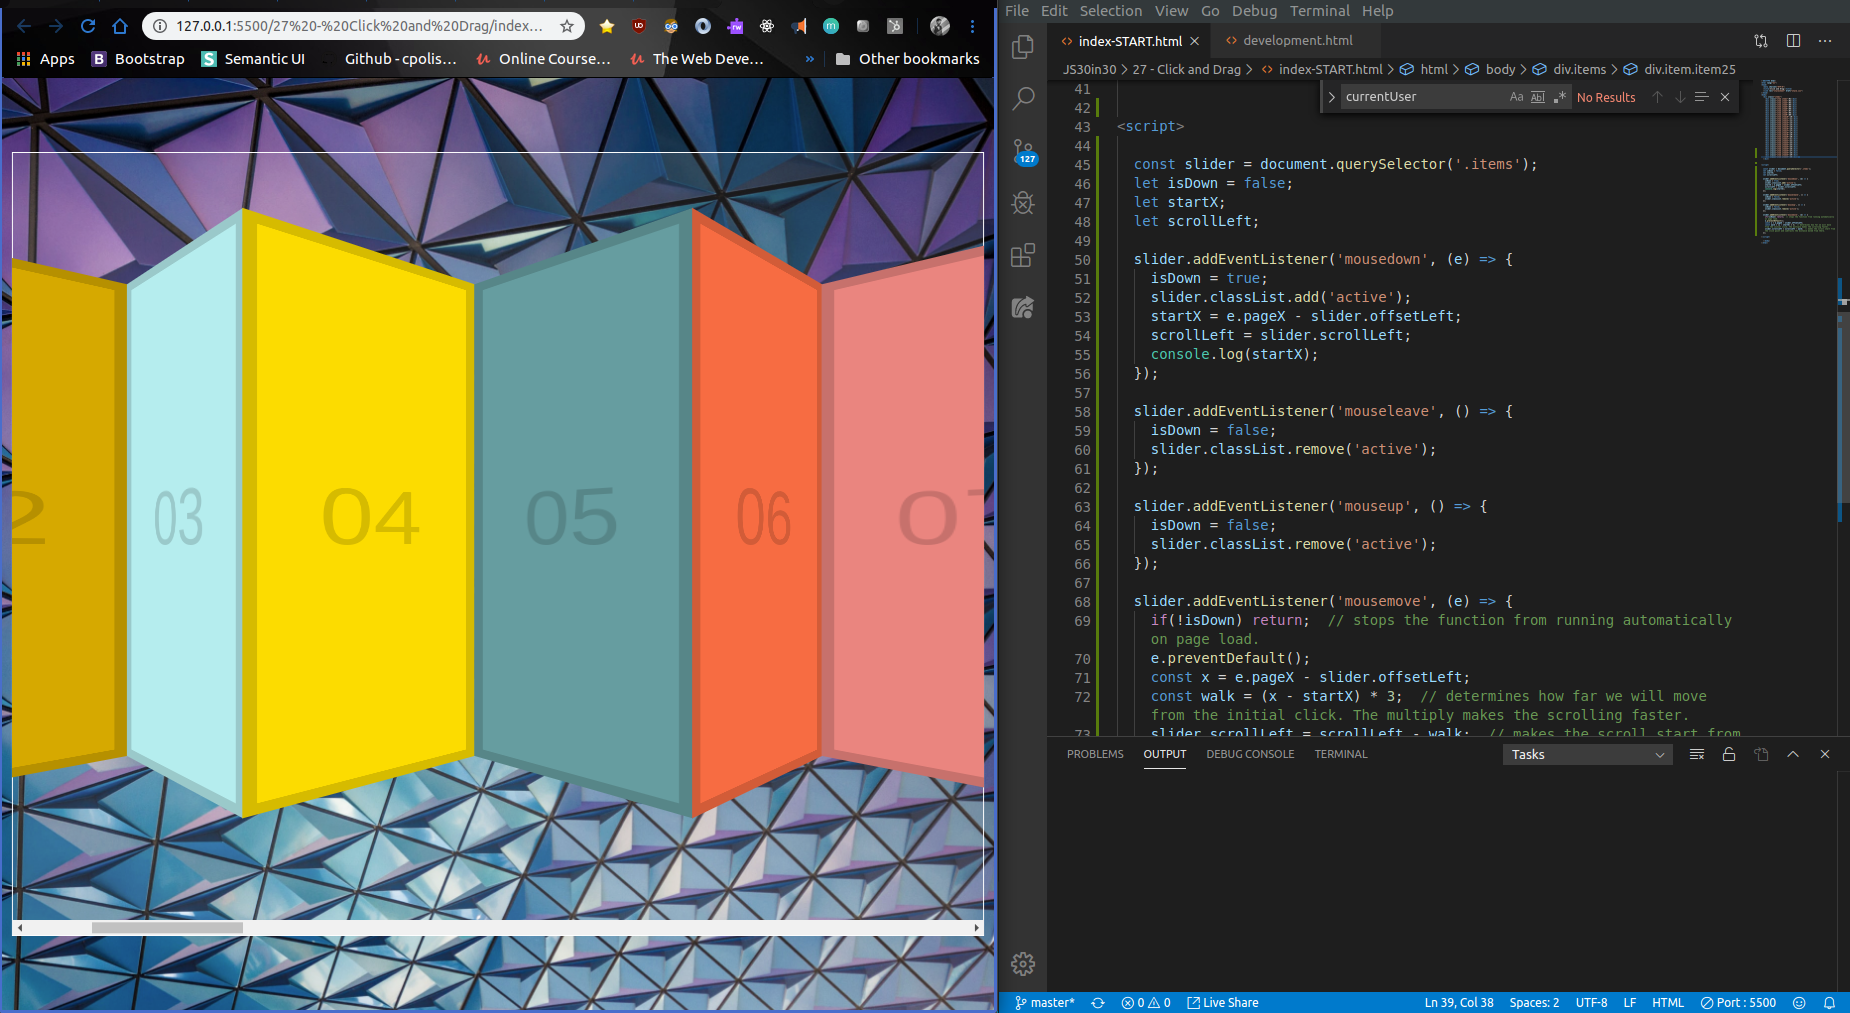 127.0.0.1:5500/27%20-%20Click%20and%20Drag/index...
Apps
B Bootstrap
S Semantic UI
Github - cpolis...
Online Course...
The Web Deve...
»
Other bookmarks
2
03
04
05
06
07
File Edit Selection View Go Debug Terminal Help
index-START.html
development.html
JS30in30 > 27 - Click and Drag > index-START.html > html > body > div.items > div.item.item25
currentUser
Aa Abl .*
No Results
127
41
42
43 <script>
44
45 const slider = document.querySelector('.items');
46 let isDown = false;
47 let startX;
48 let scrollLeft;
49
50 slider.addEventListener('mousedown', (e) => {
51 isDown = true;
52 slider.classList.add('active');
53 startX = e.pageX - slider.offsetLeft;
54 scrollLeft = slider.scrollLeft;
55 console.log(startX);
56 });
57
58 slider.addEventListener('mouseleave', () => {
59 isDown = false;
60 slider.classList.remove('active');
61 });
62
63 slider.addEventListener('mouseup', () => {
64 isDown = false;
65 slider.classList.remove('active');
66 });
67
68 slider.addEventListener('mousemove', (e) => {
69 if(!isDown) return; // stops the function from running automatically
on page load.
70 e.preventDefault();
71 const x = e.pageX - slider.offsetLeft;
72 const walk = (x - startX) * 3; // determines how far we will move
from the initial click. The multiply makes the scrolling faster.
73 slider.scrollLeft = scrollLeft - walk; // makes the scroll start from
PROBLEMS OUTPUT DEBUG CONSOLE TERMINAL
Tasks
master* 0 0 Live Share
Ln 39, Col 38 Spaces: 2 UTF-8 LF HTML Port : 5500